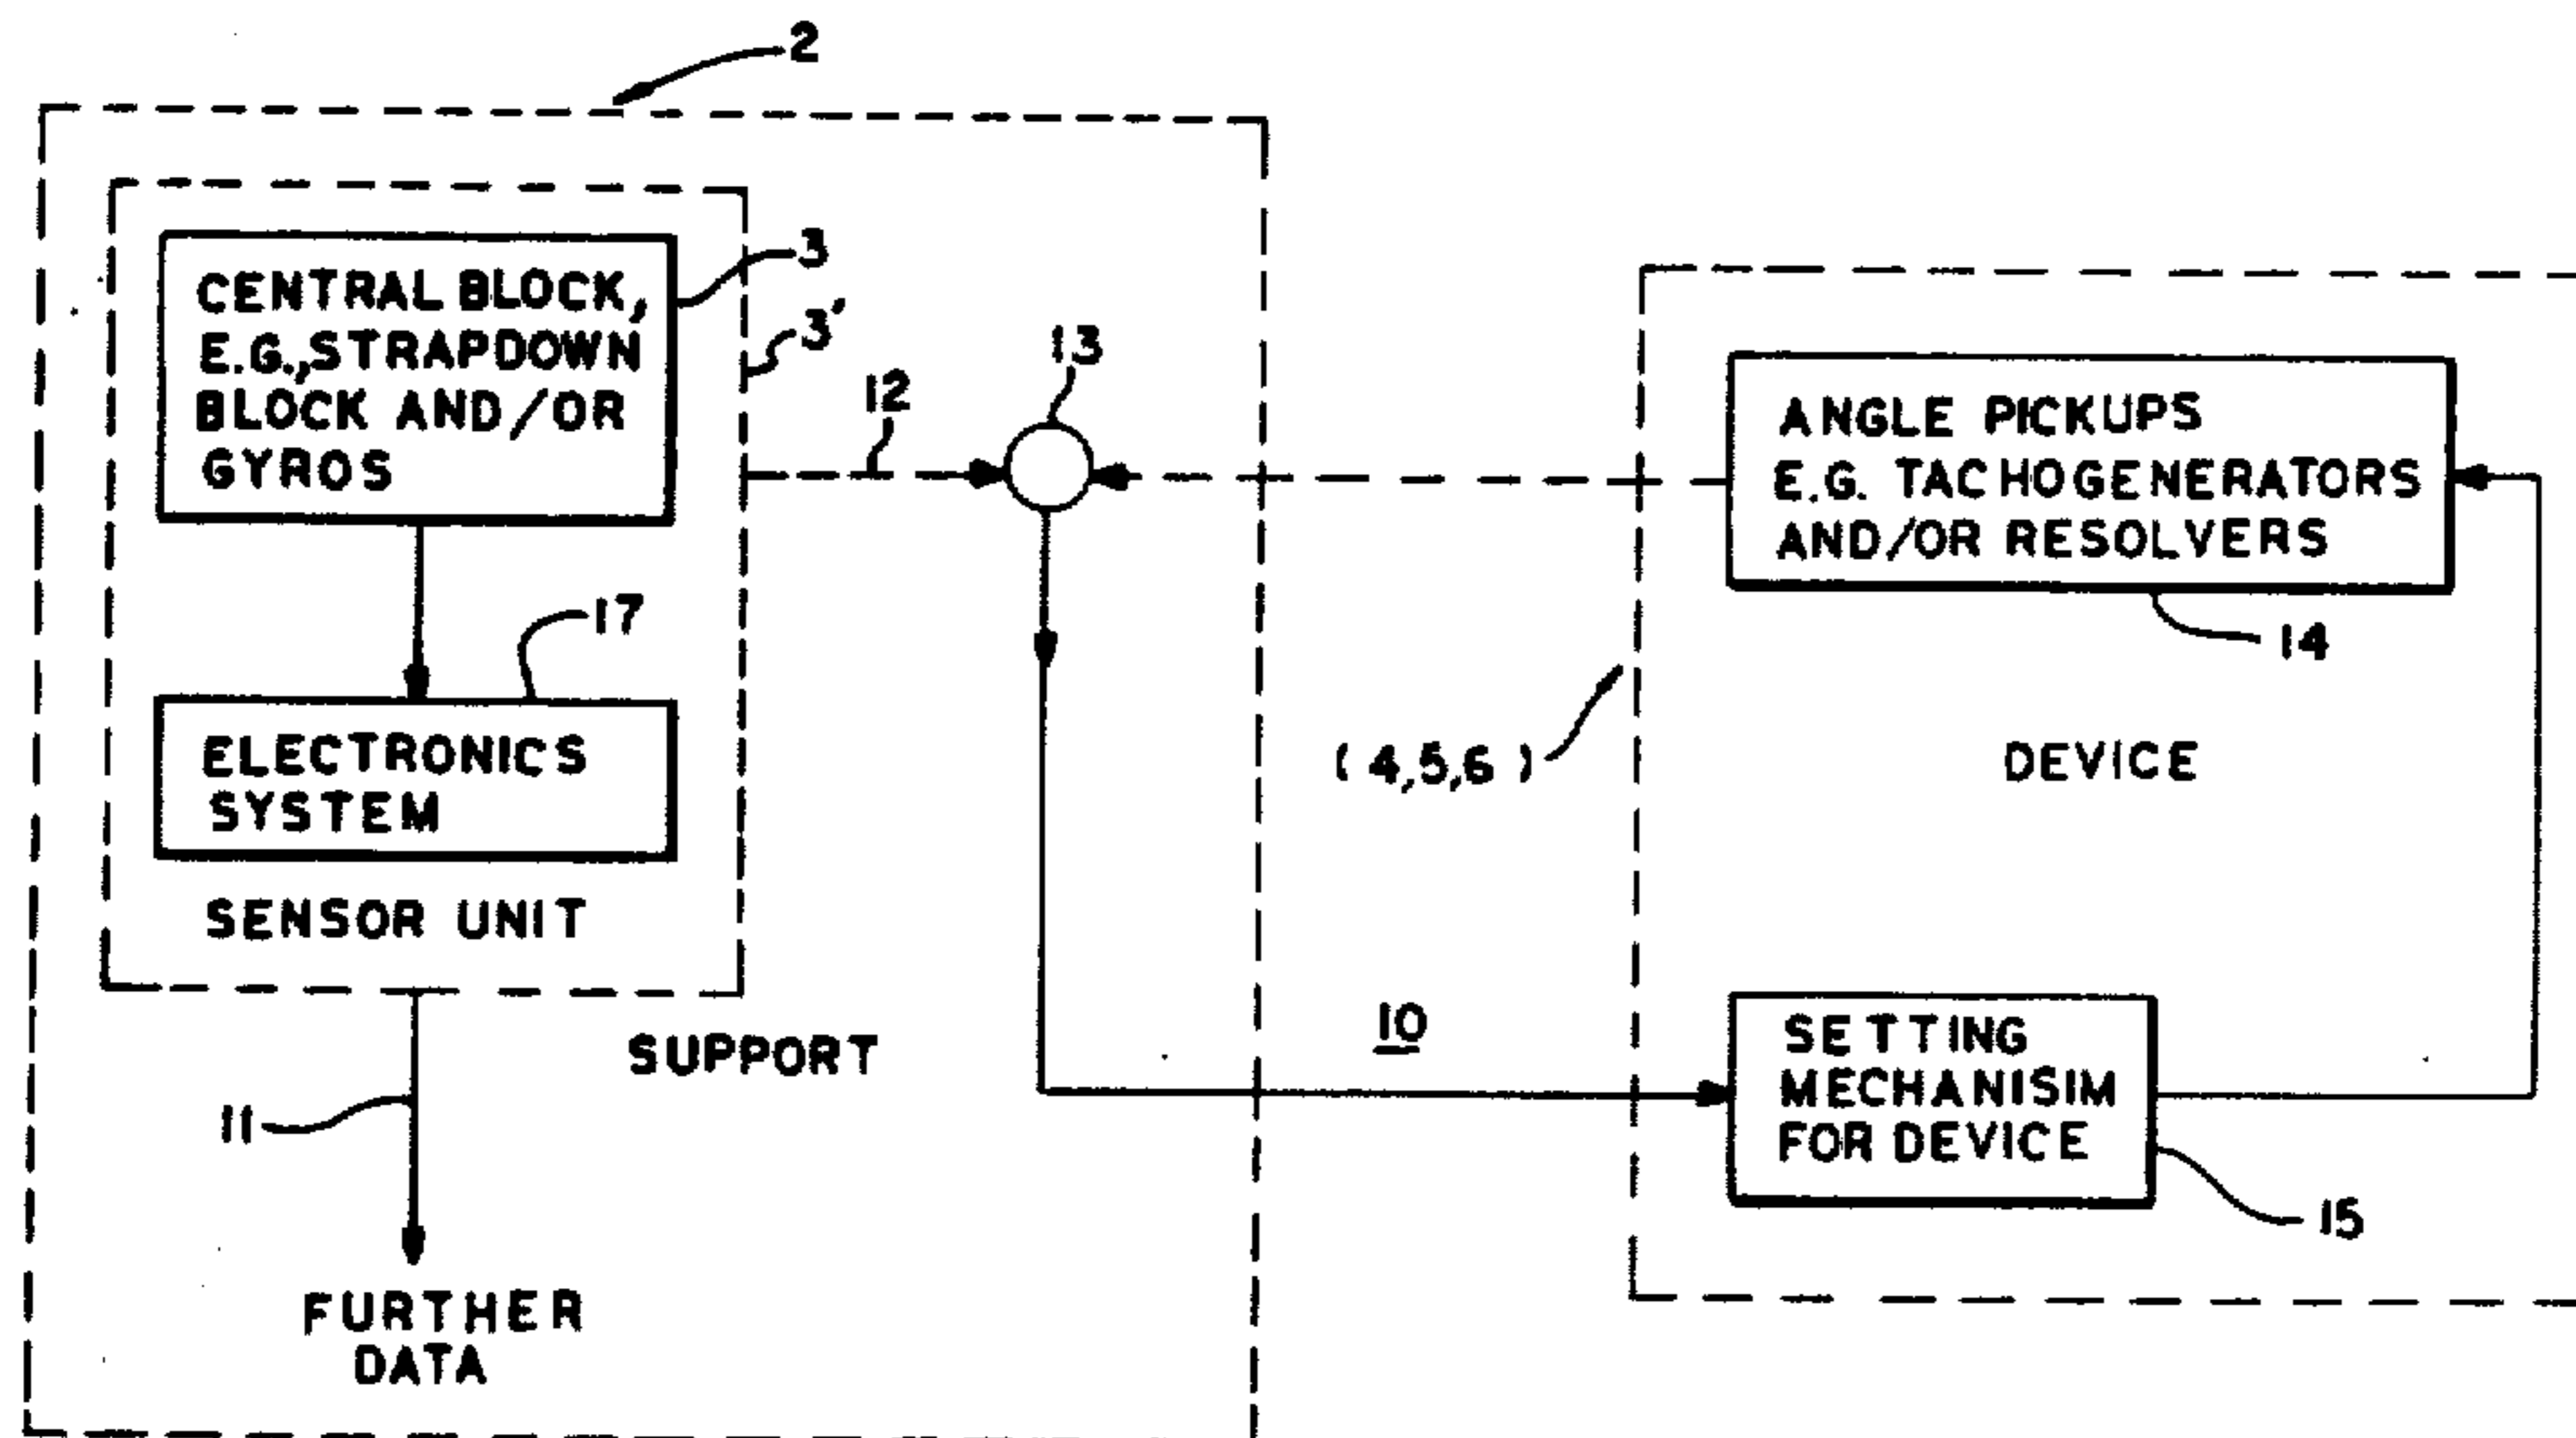 2
CENTRAL BLOCK,
E.G., STRAPDOWN
BLOCK AND/OR
GYROS
3
3'
12
13
17
ELECTRONICS
SYSTEM
SENSOR UNIT
SUPPORT
11
FURTHER
DATA
ANGLE PICKUPS
E.G. TACHOGENERATORS
AND/OR RESOLVERS
14
(4,5,6)
DEVICE
10
SETTING
MECHANISIM
FOR DEVICE
15